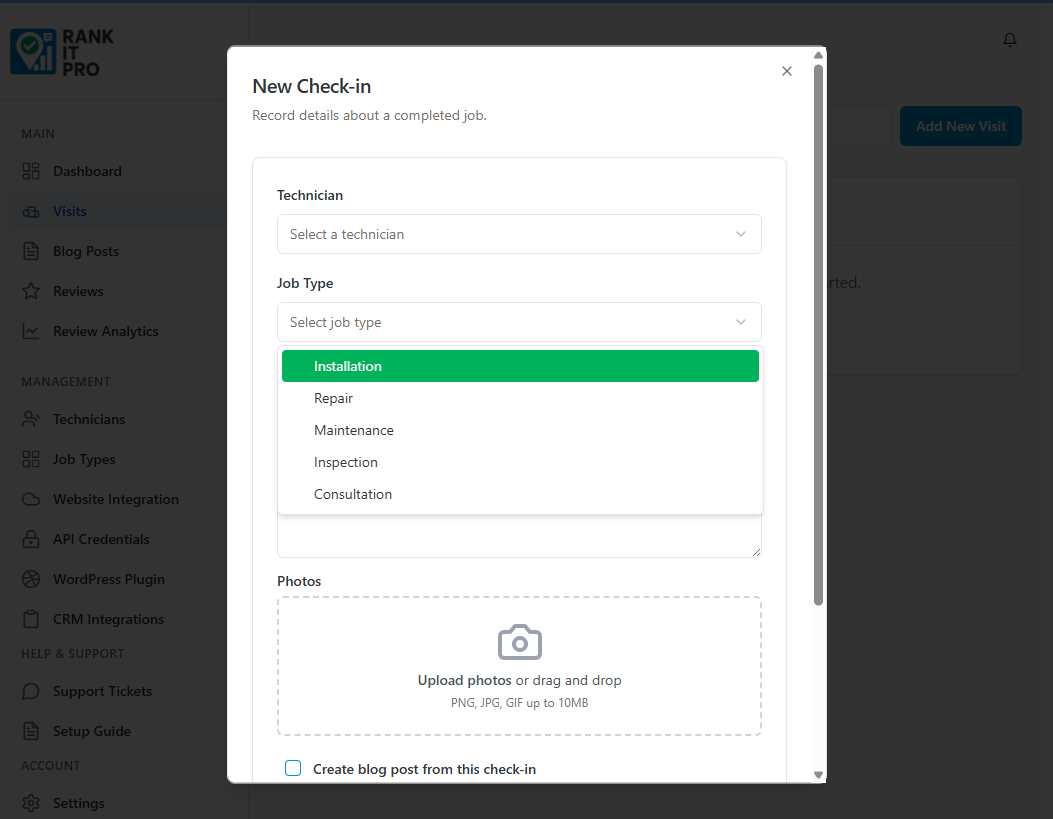 RANK
IT
PRO
MAIN
Dashboard
Visits
Blog Posts
Reviews
Review Analytics
MANAGEMENT
Technicians
Job Types
Website Integration
API Credentials
WordPress Plugin
CRM Integrations
HELP & SUPPORT
Support Tickets
Setup Guide
ACCOUNT
Settings
Add New Visit
rted.
New Check-in
Record details about a completed job.
Technician
Select a technician
Job Type
Select job type
Installation
Repair
Maintenance
Inspection
Consultation
Photos
Upload photos or drag and drop
PNG, JPG, GIF up to 10MB
Create blog post from this check-in